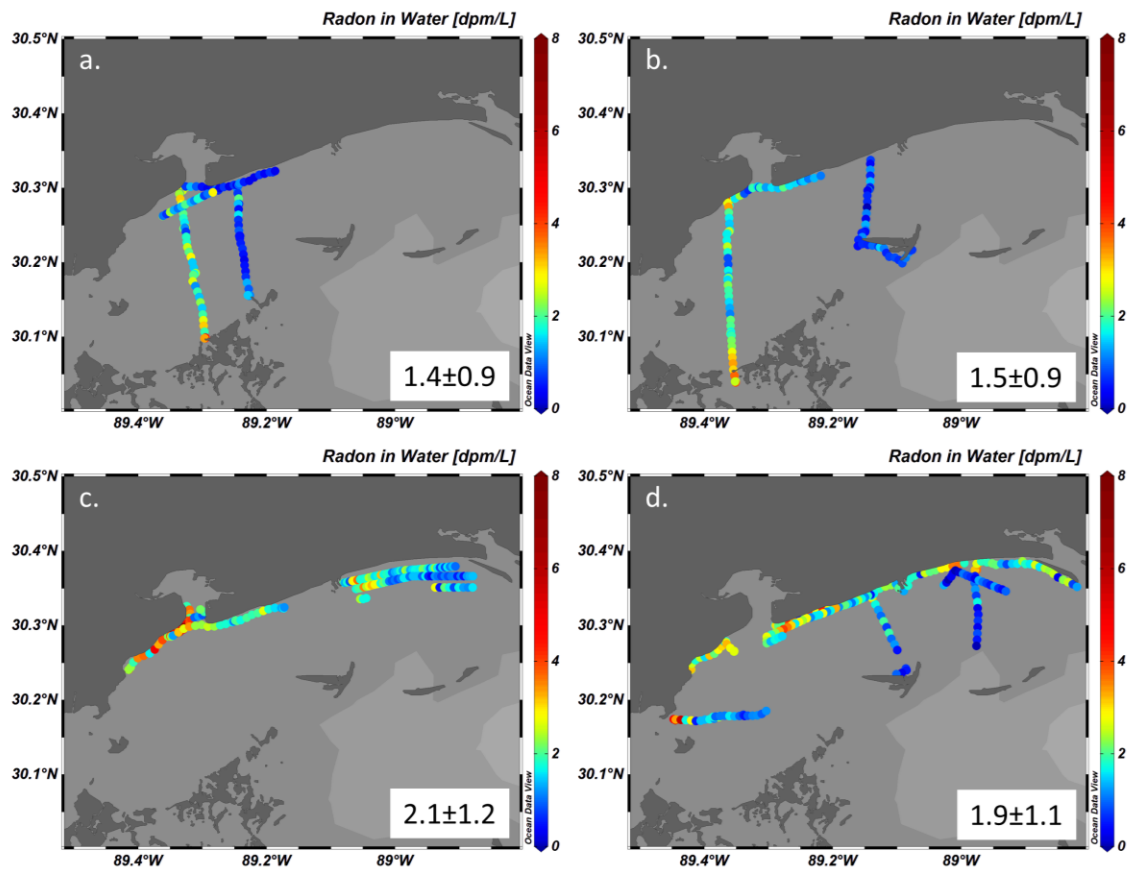 Radon in Water [dpm/L]
Radon in Water [dpm/L]
30.5°N
30.4°N
30.3°N
30.2°N
30.1°N
a.
8
6
4
2
0
Ocean Data View
1.4±0.9
89.4°W
89.2°W
89°W
30.5°N
30.4°N
30.3°N
30.2°N
30.1°N
b.
8
6
4
2
0
Ocean Data View
1.5±0.9
89.4°W
89.2°W
89°W
Radon in Water [dpm/L]
Radon in Water [dpm/L]
30.5°N
30.4°N
30.3°N
30.2°N
30.1°N
c.
8
6
4
2
0
Ocean Data View
2.1±1.2
89.4°W
89.2°W
89°W
30.5°N
30.4°N
30.3°N
30.2°N
30.1°N
d.
8
6
4
2
0
Ocean Data View
1.9±1.1
89.4°W
89.2°W
89°W